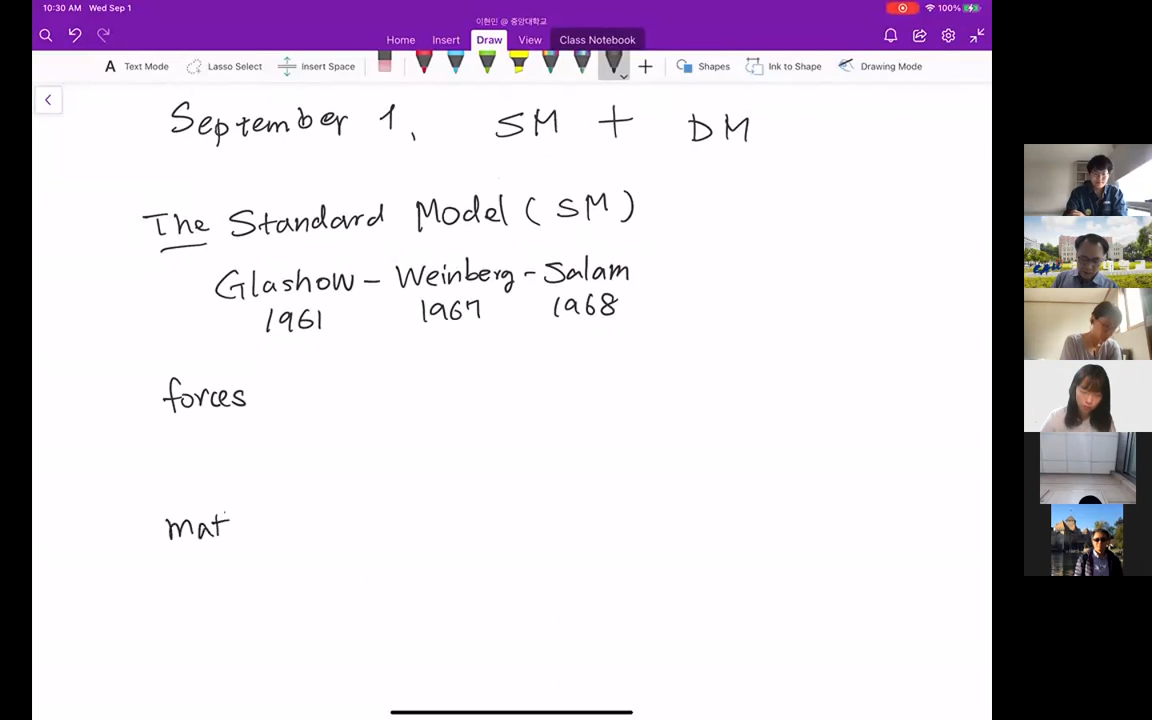 10:30 AM Wed Sep 1
100%
이현민 @ 중앙대학교
Home Insert Draw View Class Notebook
A Text Mode Lasso Select Insert Space Shapes Ink to Shape Drawing Mode
September 1, SM + DM
The Standard Model (SM)
Glashow - Weinberg - Salam
1961 1967 1968
forces
mat